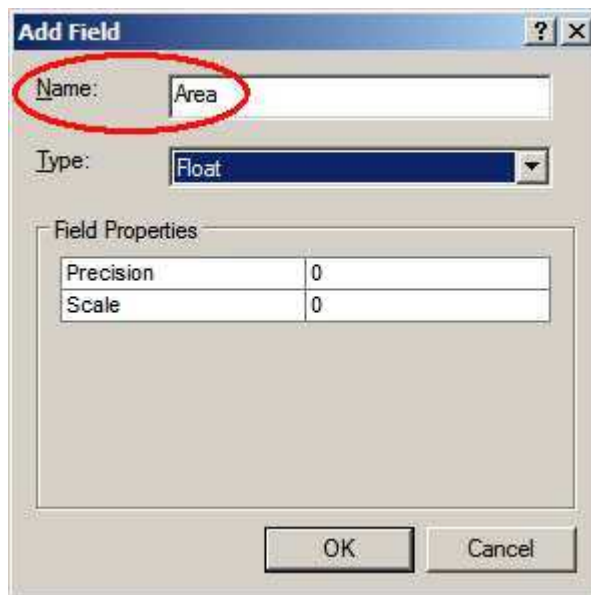 Add Field
Name: Area
Type: Float
Field Properties
Precision 0
Scale 0
OK Cancel